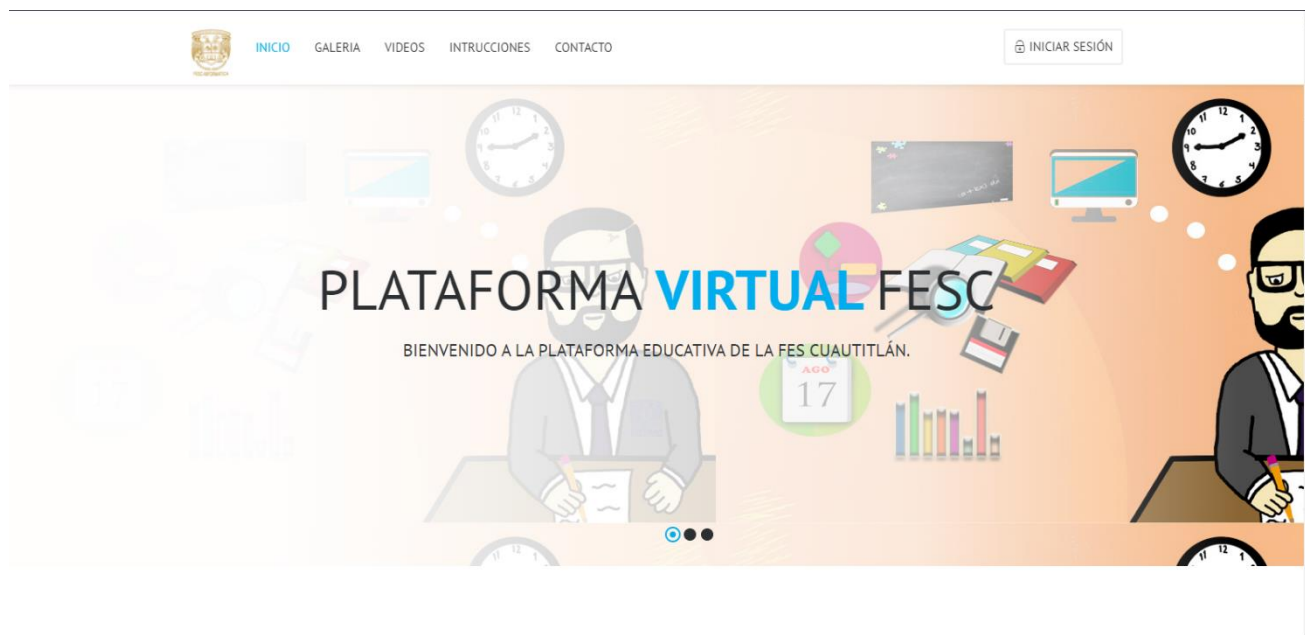 INICIO GALERIA VIDEOS INTRUCCIONES CONTACTO
INICIAR SESIÓN
PLATAFORMA VIRTUAL FESC
BIENVENIDO A LA PLATAFORMA EDUCATIVA DE LA FES CUAUTITLÁN.
AGO
17